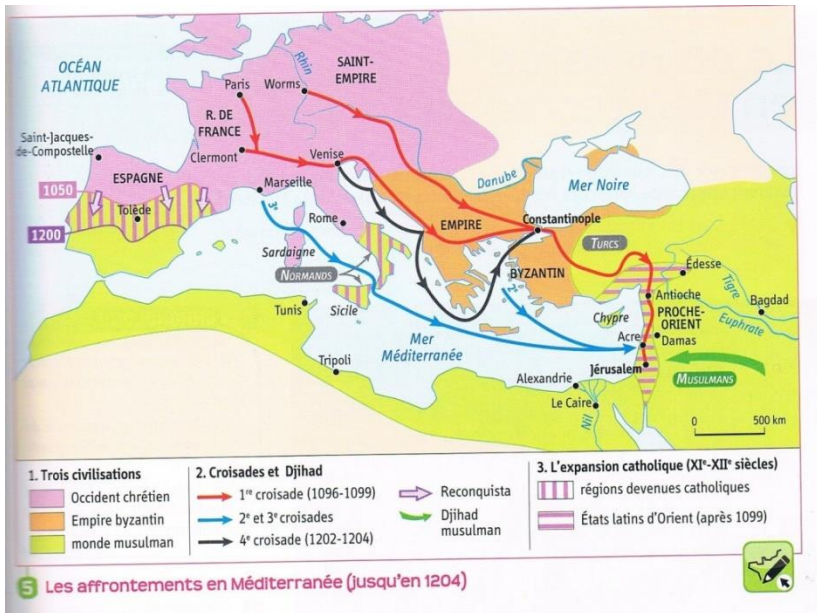 OCÉAN
ATLANTIQUE
SAINT-
EMPIRE
Rhin
Paris
Worms
R. DE
FRANCE
Clermont
Venise
Saint-Jacques-
de-Compostelle
ESPAGNE
Marseille
1050
Tolède
1200
3e
Rome
Danube
Mer Noire
EMPIRE
Constantinople
TURCS
Sardaigne
NORMANDS
BYZANTIN
2e
Édesse
Tigre
Antioche
Bagdad
Tunis
Sicile
Chypre
PROCHE-
ORIENT
Euphrate
Mer
Méditerranée
Acre
Damas
Tripoli
Jérusalem
MUSULMANS
Alexandrie
Le Caire
Nil
0 500 km
1. Trois civilisations
Occident chrétien
Empire byzantin
monde musulman
2. Croisades et Djihad
1re croisade (1096-1099)
2e et 3e croisades
4e croisade (1202-1204)
Reconquista
Djihad
musulman
3. L'expansion catholique (XIe-XIIe siècles)
régions devenues catholiques
États latins d'Orient (après 1099)
5 Les affrontements en Méditerranée (jusqu'en 1204)